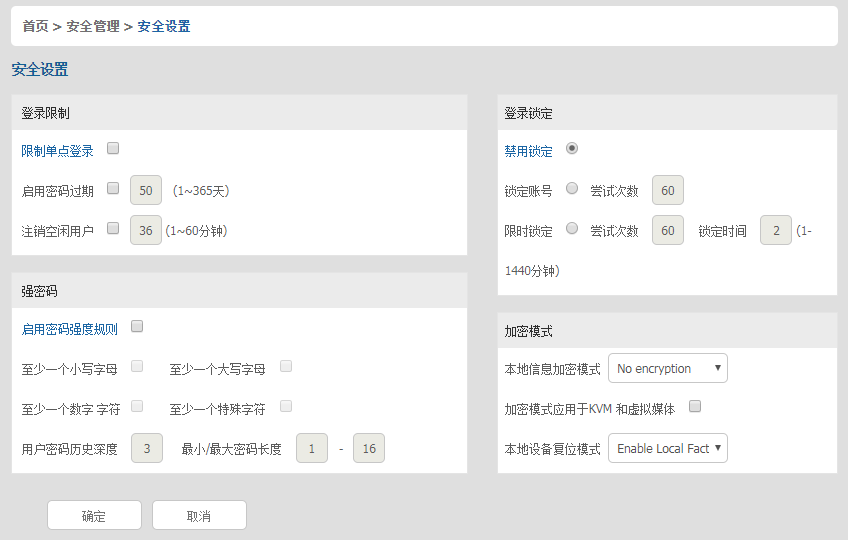 首页 > 安全管理 > 安全设置
安全设置
登录限制
限制单点登录
启用密码过期 50 (1~365天)
注销空闲用户 36 (1~60分钟)
强密码
启用密码强度规则
至少一个小写字母 至少一个大写字母
至少一个数字 字符 至少一个特殊字符
用户密码历史深度 3 最小/最大密码长度 1 - 16
登录锁定
禁用锁定
锁定账号 尝试次数 60
限时锁定 尝试次数 60 锁定时间 2 (1-
1440分钟)
加密模式
本地信息加密模式 No encryption
加密模式应用于KVM 和虚拟媒体
本地设备复位模式 Enable Local Fact
确定 取消